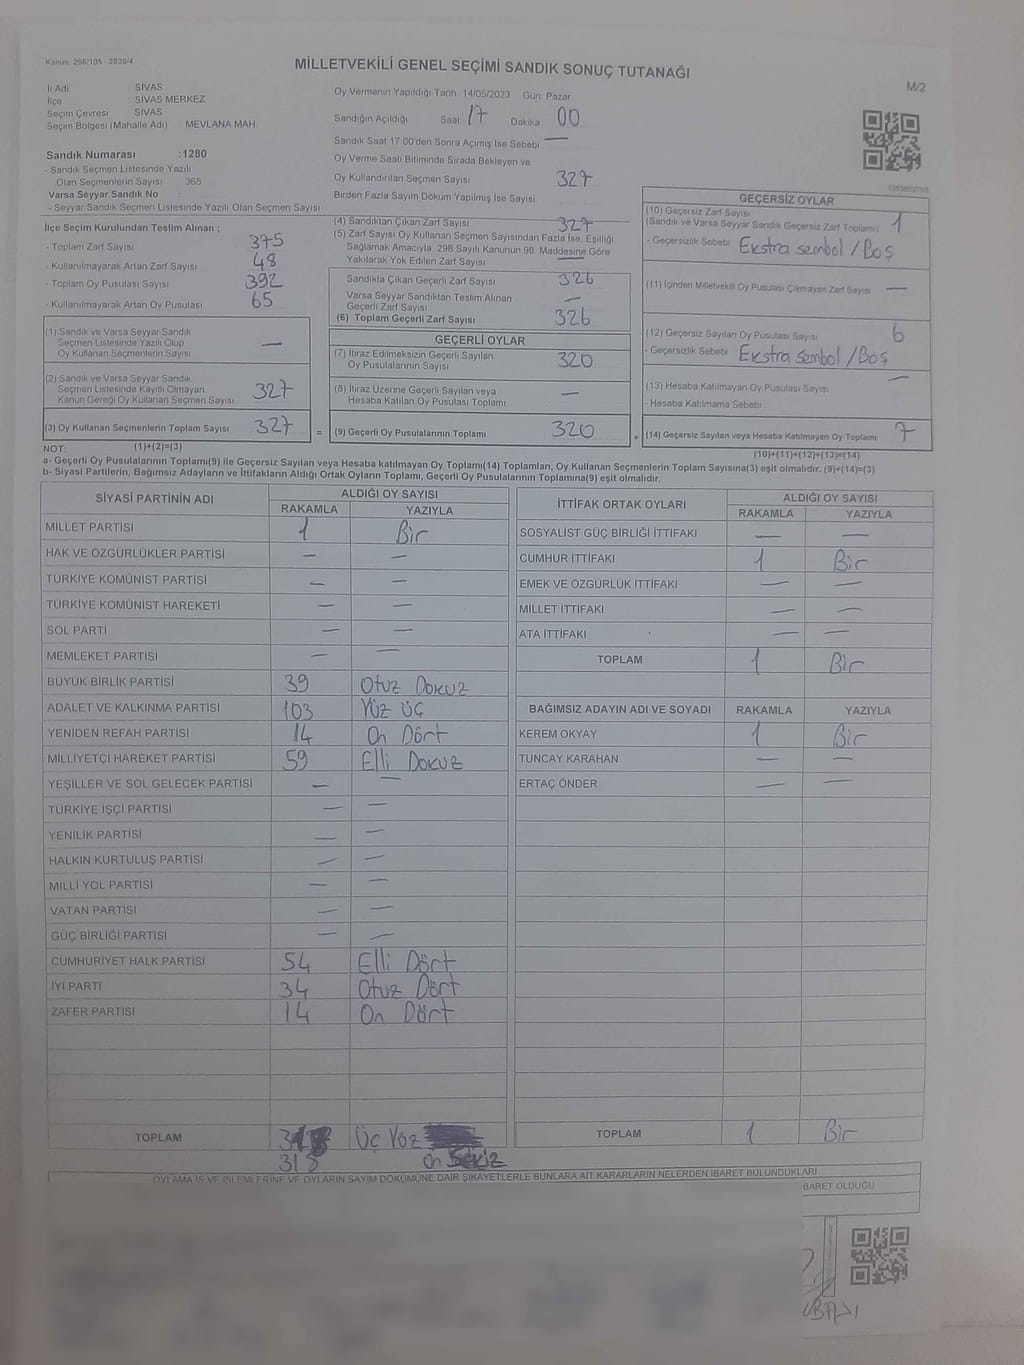 Kanun: 298/105 2839/4
MİLLETVEKİLİ GENEL SEÇİMİ SANDIK SONUÇ TUTANAĞI
M/2
İl Adı SİVAS
İlçe SİVAS MERKEZ
Seçim Çevresi SİVAS
Seçim Bölgesi (Mahalle Adı) MEVLANA MAH
Sandık Numarası :1280
- Sandık Seçmen Listesinde Yazılı
Olan Seçmenlerin Sayısı : 365
Varsa Seyyar Sandık No
- Seyyar Sandık Seçmen Listesinde Yazılı Olan Seçmen Sayısı
Oy Vermenin Yapıldığı Tarih 14/05/2023 Gün: Pazar
Sandığın Açıldığı Saat 17 Dakika 00
Sandık Saat 17:00'den Sonra Açımış İse Sebebi —
Oy Verme Saati Bitiminde Sırada Bekleyen ve
Oy Kullandırılan Seçmen Sayısı 327
Birden Fazla Sayım Döküm Yapılmış İse Sayısı
İlçe Seçim Kurulundan Teslim Alınan ;
- Toplam Zarf Sayısı 375
- Kullanılmayarak Artan Zarf Sayısı 48
- Toplam Oy Pusulası Sayısı 392
- Kullanılmayarak Artan Oy Pusulası 65
(1) Sandık ve Varsa Seyyar Sandık
Seçmen Listesinde Yazılı Olup
Oy Kullanan Seçmenlerin Sayısı —
(2) Sandık ve Varsa Seyyar Sandık
Seçmen Listesinde Kayıtlı Olmayan
Kanun Gereği Oy Kullanan Seçmen Sayısı 327
(3) Oy Kullanan Seçmenlerin Toplam Sayısı 327 =
(4) Sandıktan Çıkan Zarf Sayısı 327
(5) Zarf Sayısı Oy Kullanan Seçmen Sayısından Fazla İse, Eşitliği
Sağlamak Amacıyla, 298 Sayılı Kanunun 98. Maddesine Göre
Yakılarak Yok Edilen Zarf Sayısı —
Sandıkta Çıkan Geçerli Zarf Sayısı 326
Varsa Seyyar Sandıktan Teslim Alınan
Geçerli Zarf Sayısı —
(6) Toplam Geçerli Zarf Sayısı 326
GEÇERLİ OYLAR
(7) İtiraz Edilmeksizin Geçerli Sayılan
Oy Pusulalarının Sayısı 320
(8) İtiraz Üzerine Geçerli Sayılan veya
Hesaba Katılan Oy Pusulası Toplamı —
(9) Geçerli Oy Pusulalarının Toplamı 320 +
GEÇERSİZ OYLAR
(10) Geçersiz Zarf Sayısı 1
(Sandık ve Varsa Seyyar Sandık Geçersiz Zarf Toplamı)
- Geçersizlik Sebebi Ekstra sembol / Boş
(11) İçinden Milletvekili Oy Pusulası Çıkmayan Zarf Sayısı —
(12) Geçersiz Sayılan Oy Pusulası Sayısı 6
- Geçersizlik Sebebi Ekstra sembol / Boş
(13) Hesaba Katılmayan Oy Pusulası Sayısı —
- Hesaba Katılmama Sebebi
(14) Geçersiz Sayılan veya Hesaba Katılmayan Oy Toplamı 7
NOT: (1)+(2)=(3) (10)+(11)+(12)+(13)=(14)
a- Geçerli Oy Pusulalarının Toplamı(9) ile Geçersiz Sayılan veya Hesaba katılmayan Oy Toplamı(14) Toplamları, Oy Kullanan Seçmenlerin Toplam Sayısına(3) eşit olmalıdır. (9)+(14)=(3)
b- Siyasi Partilerin, Bağımsız Adayların ve İttifakların Aldığı Ortak Oyların Toplamı, Geçerli Oy Pusulalarının Toplamına(9) eşit olmalıdır.
SİYASİ PARTİNİN ADI ALDIĞI OY SAYISI
RAKAMLA YAZIYLA
MİLLET PARTİSİ 1 Bir
HAK VE ÖZGÜRLÜKLER PARTİSİ — —
TÜRKİYE KOMÜNİST PARTİSİ — —
TÜRKİYE KOMÜNİST HAREKETİ — —
SOL PARTİ — —
MEMLEKET PARTİSİ — —
BÜYÜK BİRLİK PARTİSİ 39 Otuz Dokuz
ADALET VE KALKINMA PARTİSİ 103 Yüz Üç
YENİDEN REFAH PARTİSİ 14 On Dört
MİLLİYETÇİ HAREKET PARTİSİ 59 Elli Dokuz
YEŞİLLER VE SOL GELECEK PARTİSİ — —
TÜRKİYE İŞÇİ PARTİSİ — —
YENİLİK PARTİSİ — —
HALKIN KURTULUŞ PARTİSİ — —
MİLLİ YOL PARTİSİ — —
VATAN PARTİSİ — —
GÜÇ BİRLİĞİ PARTİSİ — —
CUMHURİYET HALK PARTİSİ 54 Elli Dört
İYİ PARTİ 34 Otuz Dört
ZAFER PARTİSİ 14 On Dört
TOPLAM Üç Yüz
318 On Sekiz
İTTİFAK ORTAK OYLARI ALDIĞI OY SAYISI
RAKAMLA YAZIYLA
SOSYALİST GÜÇ BİRLİĞİ İTTİFAKI — —
CUMHUR İTTİFAKI 1 Bir
EMEK VE ÖZGÜRLÜK İTTİFAKI — —
MİLLET İTTİFAKI — —
ATA İTTİFAKI — —
TOPLAM 1 Bir
BAĞIMSIZ ADAYIN ADI VE SOYADI RAKAMLA YAZIYLA
KEREM OKYAY 1 Bir
TUNCAY KARAHAN — —
ERTAÇ ÖNDER — —
TOPLAM 1 Bir
OYLAMA İŞ VE İŞLEMLERİNE VE OYLARIN SAYIM DÖKÜMÜNE DAİR ŞİKAYETLERLE BUNLARA AİT KARARLARIN NELERDEN İBARET BULUNDUKLARI
BARET OLDUĞU